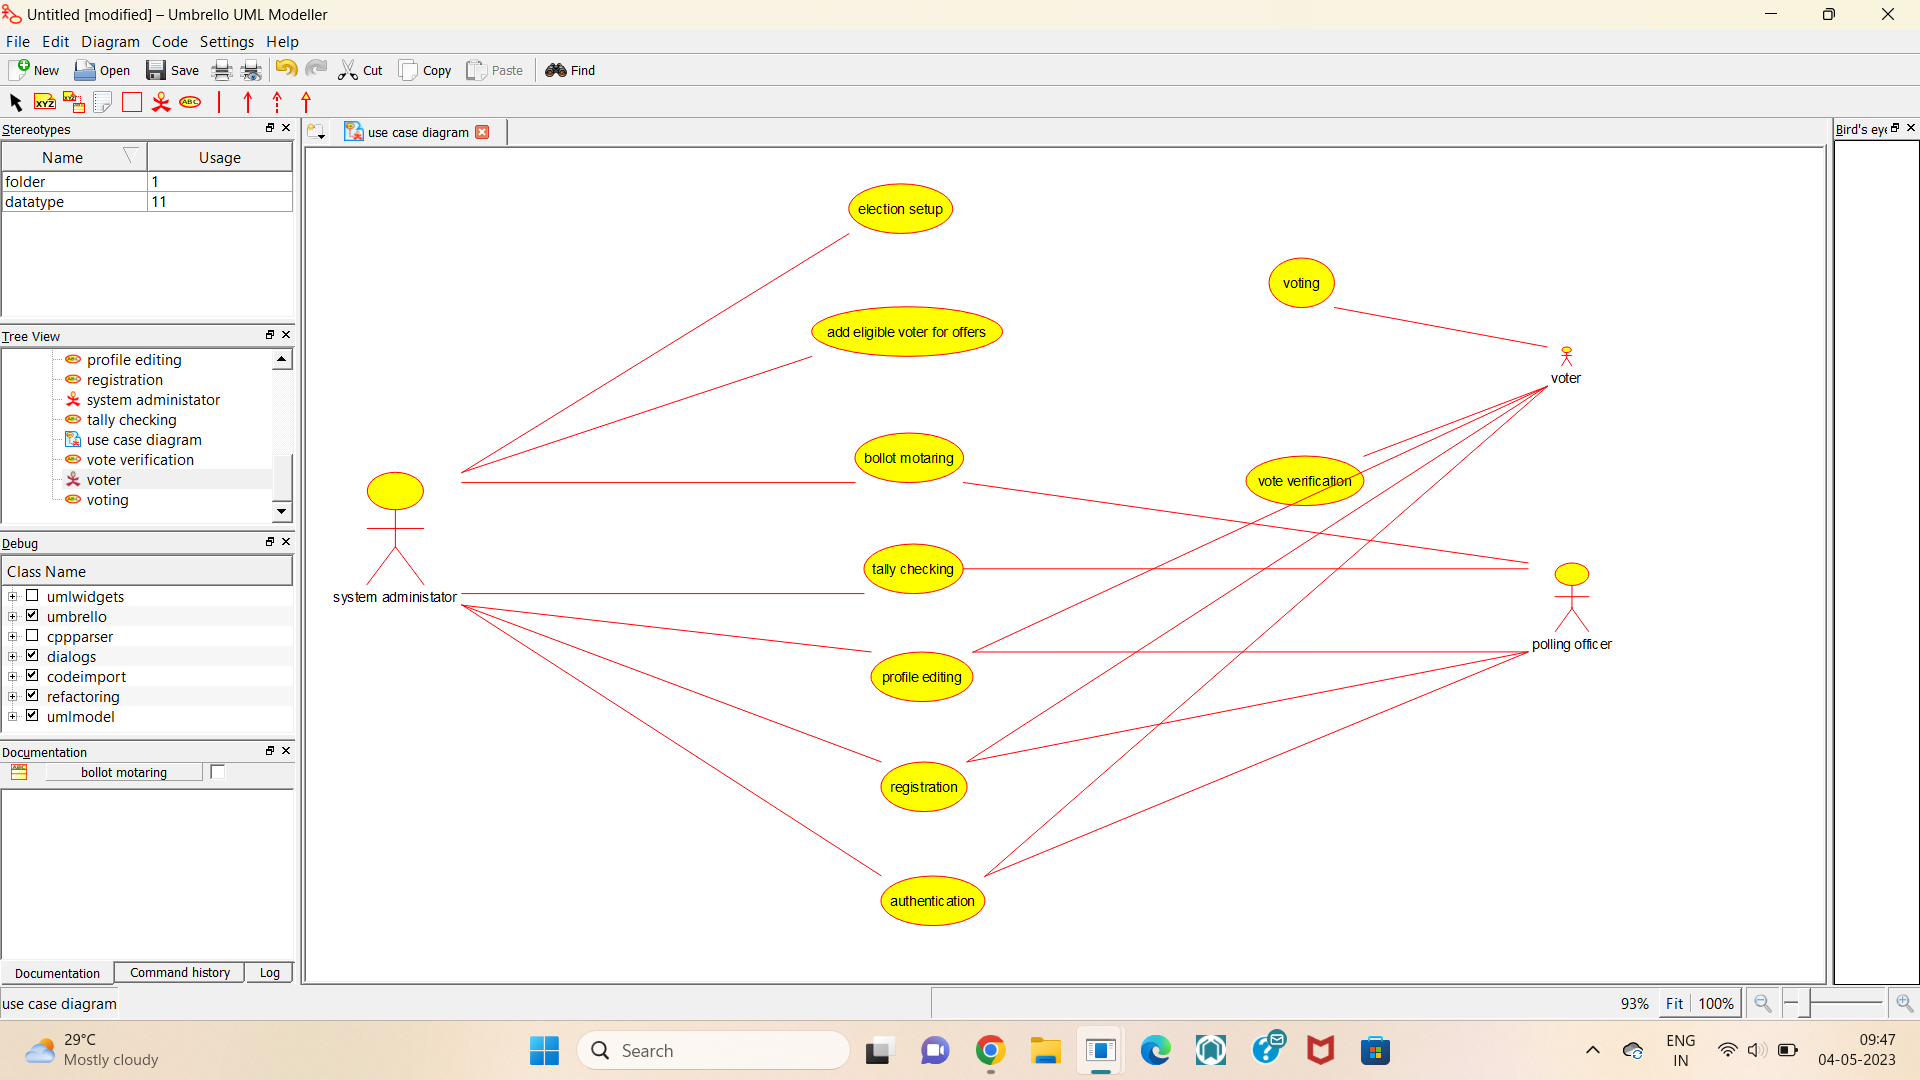 Untitled [modified] – Umbrello UML Modeller
File Edit Diagram Code Settings Help
New Open Save Cut Copy Paste Find
XYZ XYZ ABC
Stereotypes
Name Usage
folder 1
datatype 11
Tree View
profile editing
registration
system administator
tally checking
use case diagram
vote verification
voter
voting
Debug
Class Name
umlwidgets
umbrello
cppparser
dialogs
codeimport
refactoring
umlmodel
Documentation
bollot motaring
Documentation Command history Log
use case diagram
use case diagram
election setup
voting
add eligible voter for offers
voter
bollot motaring
vote verification
tally checking
system administator
polling officer
profile editing
registration
authentication
Bird's eye
93% Fit 100%
29°C
Mostly cloudy
Search
ENG
IN
09:47
04-05-2023